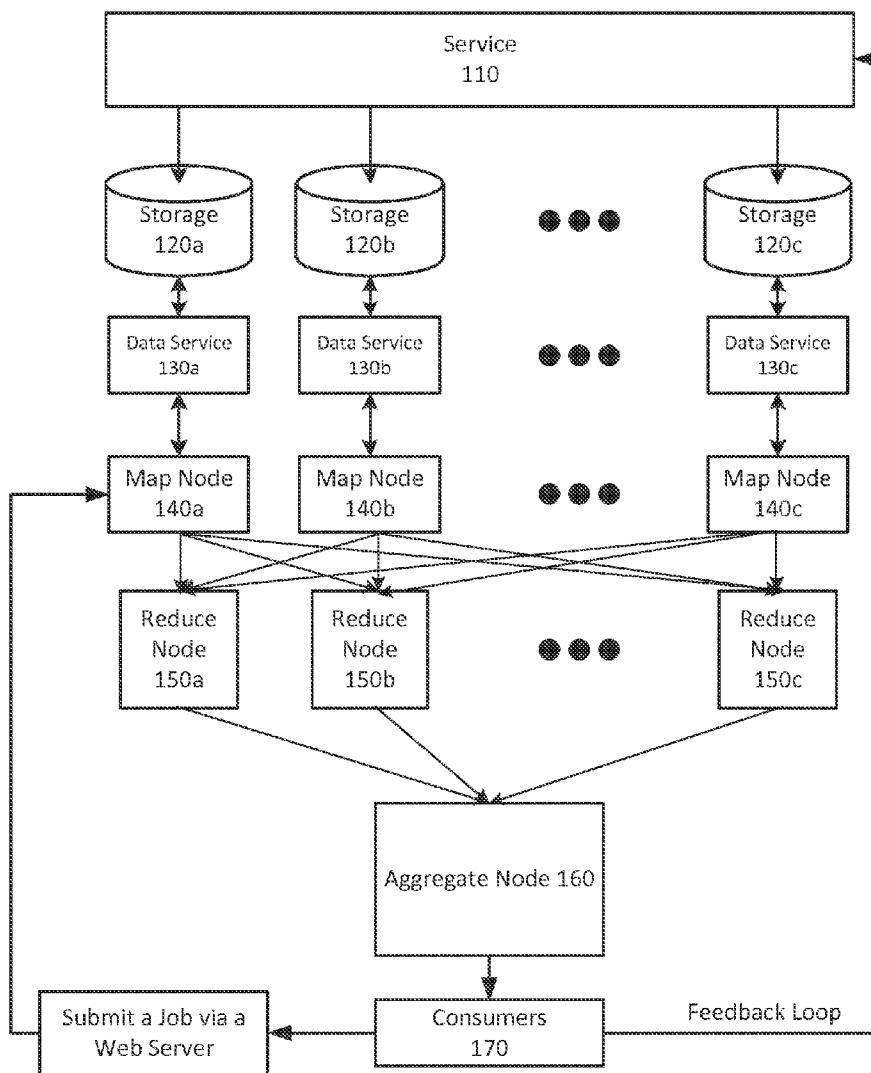 Service
110
Storage
120a
Storage
120b
Storage
120c
Data Service
130a
Data Service
130b
Data Service
130c
Map Node
140a
Map Node
140b
Map Node
140c
Reduce
Node
150a
Reduce
Node
150b
Reduce
Node
150c
Aggregate Node 160
Submit a Job via a
Web Server
Consumers
170
Feedback Loop